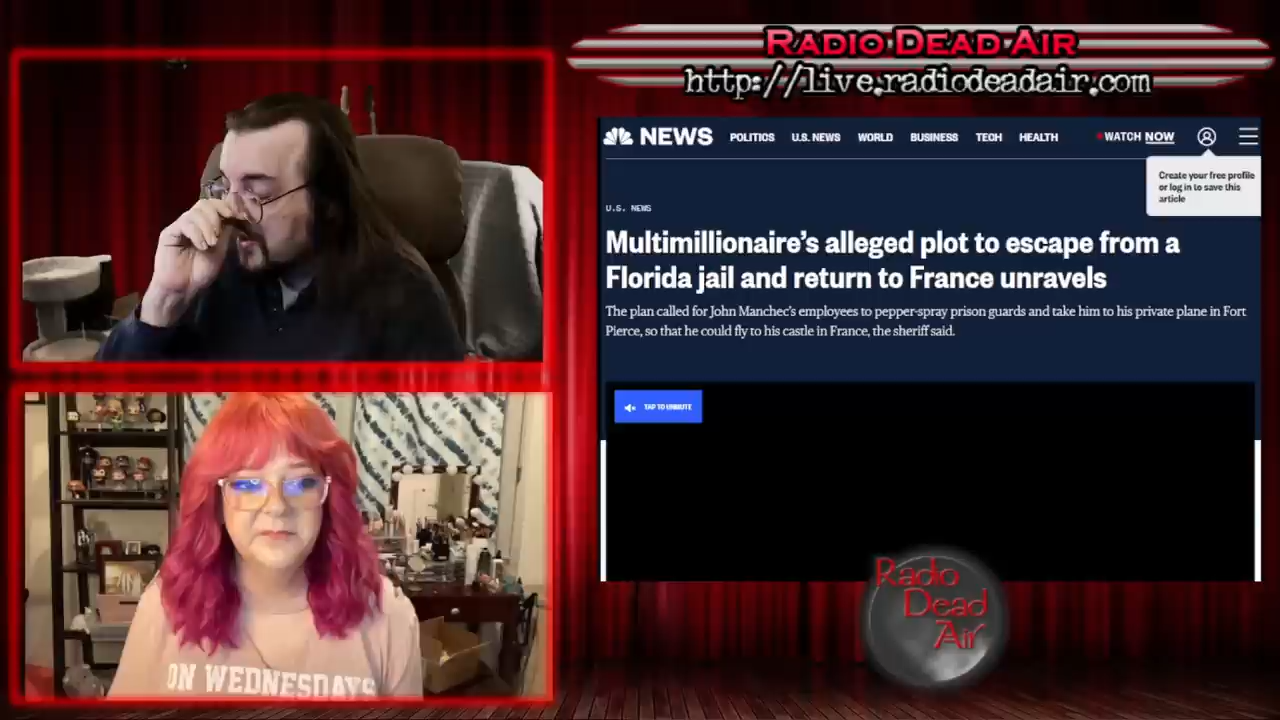 RADIO DEAD AIR
http://live.radiodeadair.com
NEWS POLITICS U.S. NEWS WORLD BUSINESS TECH HEALTH WATCH NOW
Create your free profile
or log in to save this
article
U.S. NEWS
Multimillionaire's alleged plot to escape from a
Florida jail and return to France unravels
The plan called for John Manchec's employees to pepper-spray prison guards and take him to his private plane in Fort
Pierce, so that he could fly to his castle in France, the sheriff said.
TAP TO UNMUTE
ON WEDNESDAYS
Radio
Dead
Air